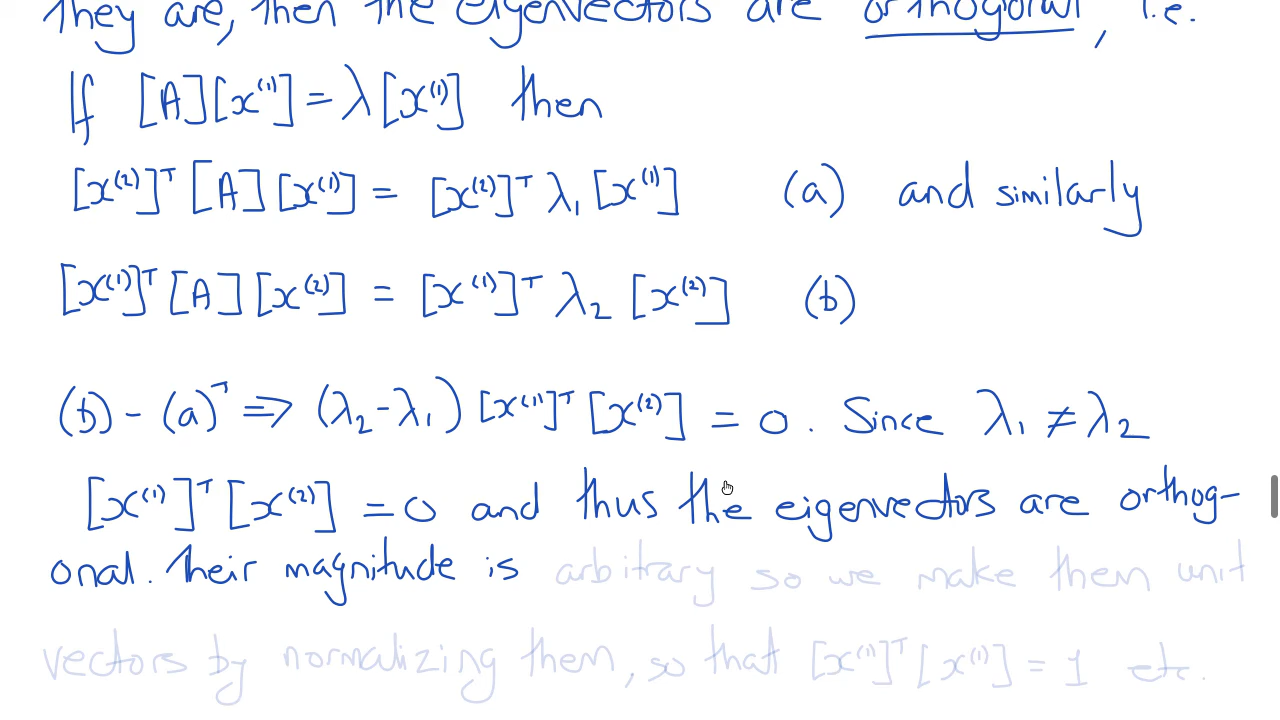 they are, then the eigenvectors are orthogonal, i.e.
If [A][x⁽¹⁾] = λ[x⁽¹⁾] then
[x⁽²⁾]ᵀ [A] [x⁽¹⁾] = [x⁽²⁾]ᵀ λ₁ [x⁽¹⁾] (a) and similarly
[x⁽¹⁾]ᵀ [A] [x⁽²⁾] = [x⁽¹⁾]ᵀ λ₂ [x⁽²⁾] (b)
(b) - (a)ᵀ ⇒ (λ₂-λ₁) [x⁽¹⁾]ᵀ [x⁽²⁾] = 0. Since λ₁ ≠ λ₂
[x⁽¹⁾]ᵀ [x⁽²⁾] = 0 and thus the eigenvectors are orthog-
onal. Their magnitude is arbitrary so we make them unit
vectors by normalizing them, so that [x⁽¹⁾]ᵀ [x⁽¹⁾] = 1 etc.